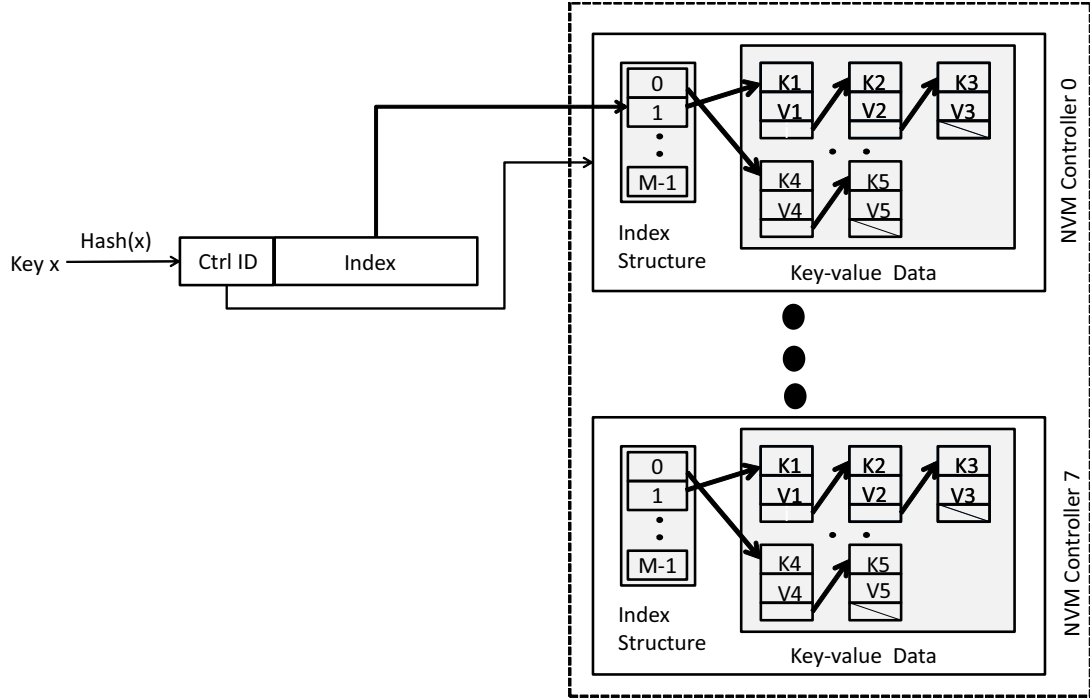 Key x
Hash(x)
Ctrl ID
Index
0
1
M-1
Index
Structure
K1
V1
K2
V2
K3
V3
K4
V4
K5
V5
Key-value Data
NVM Controller 0
0
1
M-1
Index
Structure
K1
V1
K2
V2
K3
V3
K4
V4
K5
V5
Key-value Data
NVM Controller 7